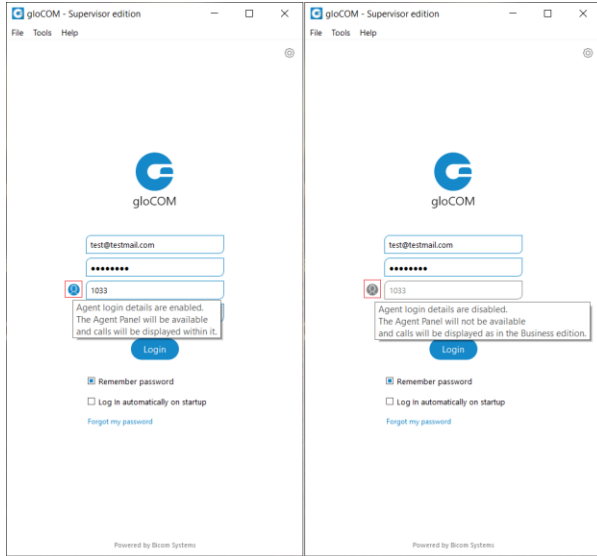 gloCOM - Supervisor edition
File Tools Help
gloCOM
test@testmail.com
••••••••
1033
Agent login details are enabled.
The Agent Panel will be available
and calls will be displayed within it.
Login
Remember password
Log In automatically on startup
Forgot my password
Powered by Bicom Systems
gloCOM - Supervisor edition
File Tools Help
gloCOM
test@testmail.com
••••••••
1033
Agent login details are disabled.
The Agent Panel will not be available
and calls will be displayed as in the Business edition.
Login
Remember password
Log In automatically on startup
Forgot my password
Powered by Bicom Systems